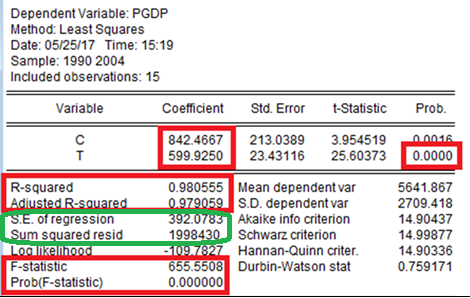 Dependent Variable: PGDP
Method: Least Squares
Date: 05/25/17 Time: 15:19
Sample: 1990 2004
Included observations: 15
Variable Coefficient Std. Error t-Statistic Prob.
C 842.4667 213.0389 3.954519 0.0016
T 599.9250 23.43116 25.60373 0.0000
R-squared 0.980555 Mean dependent var 5641.867
Adjusted R-squared 0.979059 S.D. dependent var 2709.418
S.E. of regression 392.0783 Akaike info criterion 14.90437
Sum squared resid 1998430. Schwarz criterion 14.99877
Log likelihood -109.7827 Hannan-Quinn criter. 14.90336
F-statistic 655.5508 Durbin-Watson stat 0.759171
Prob(F-statistic) 0.000000